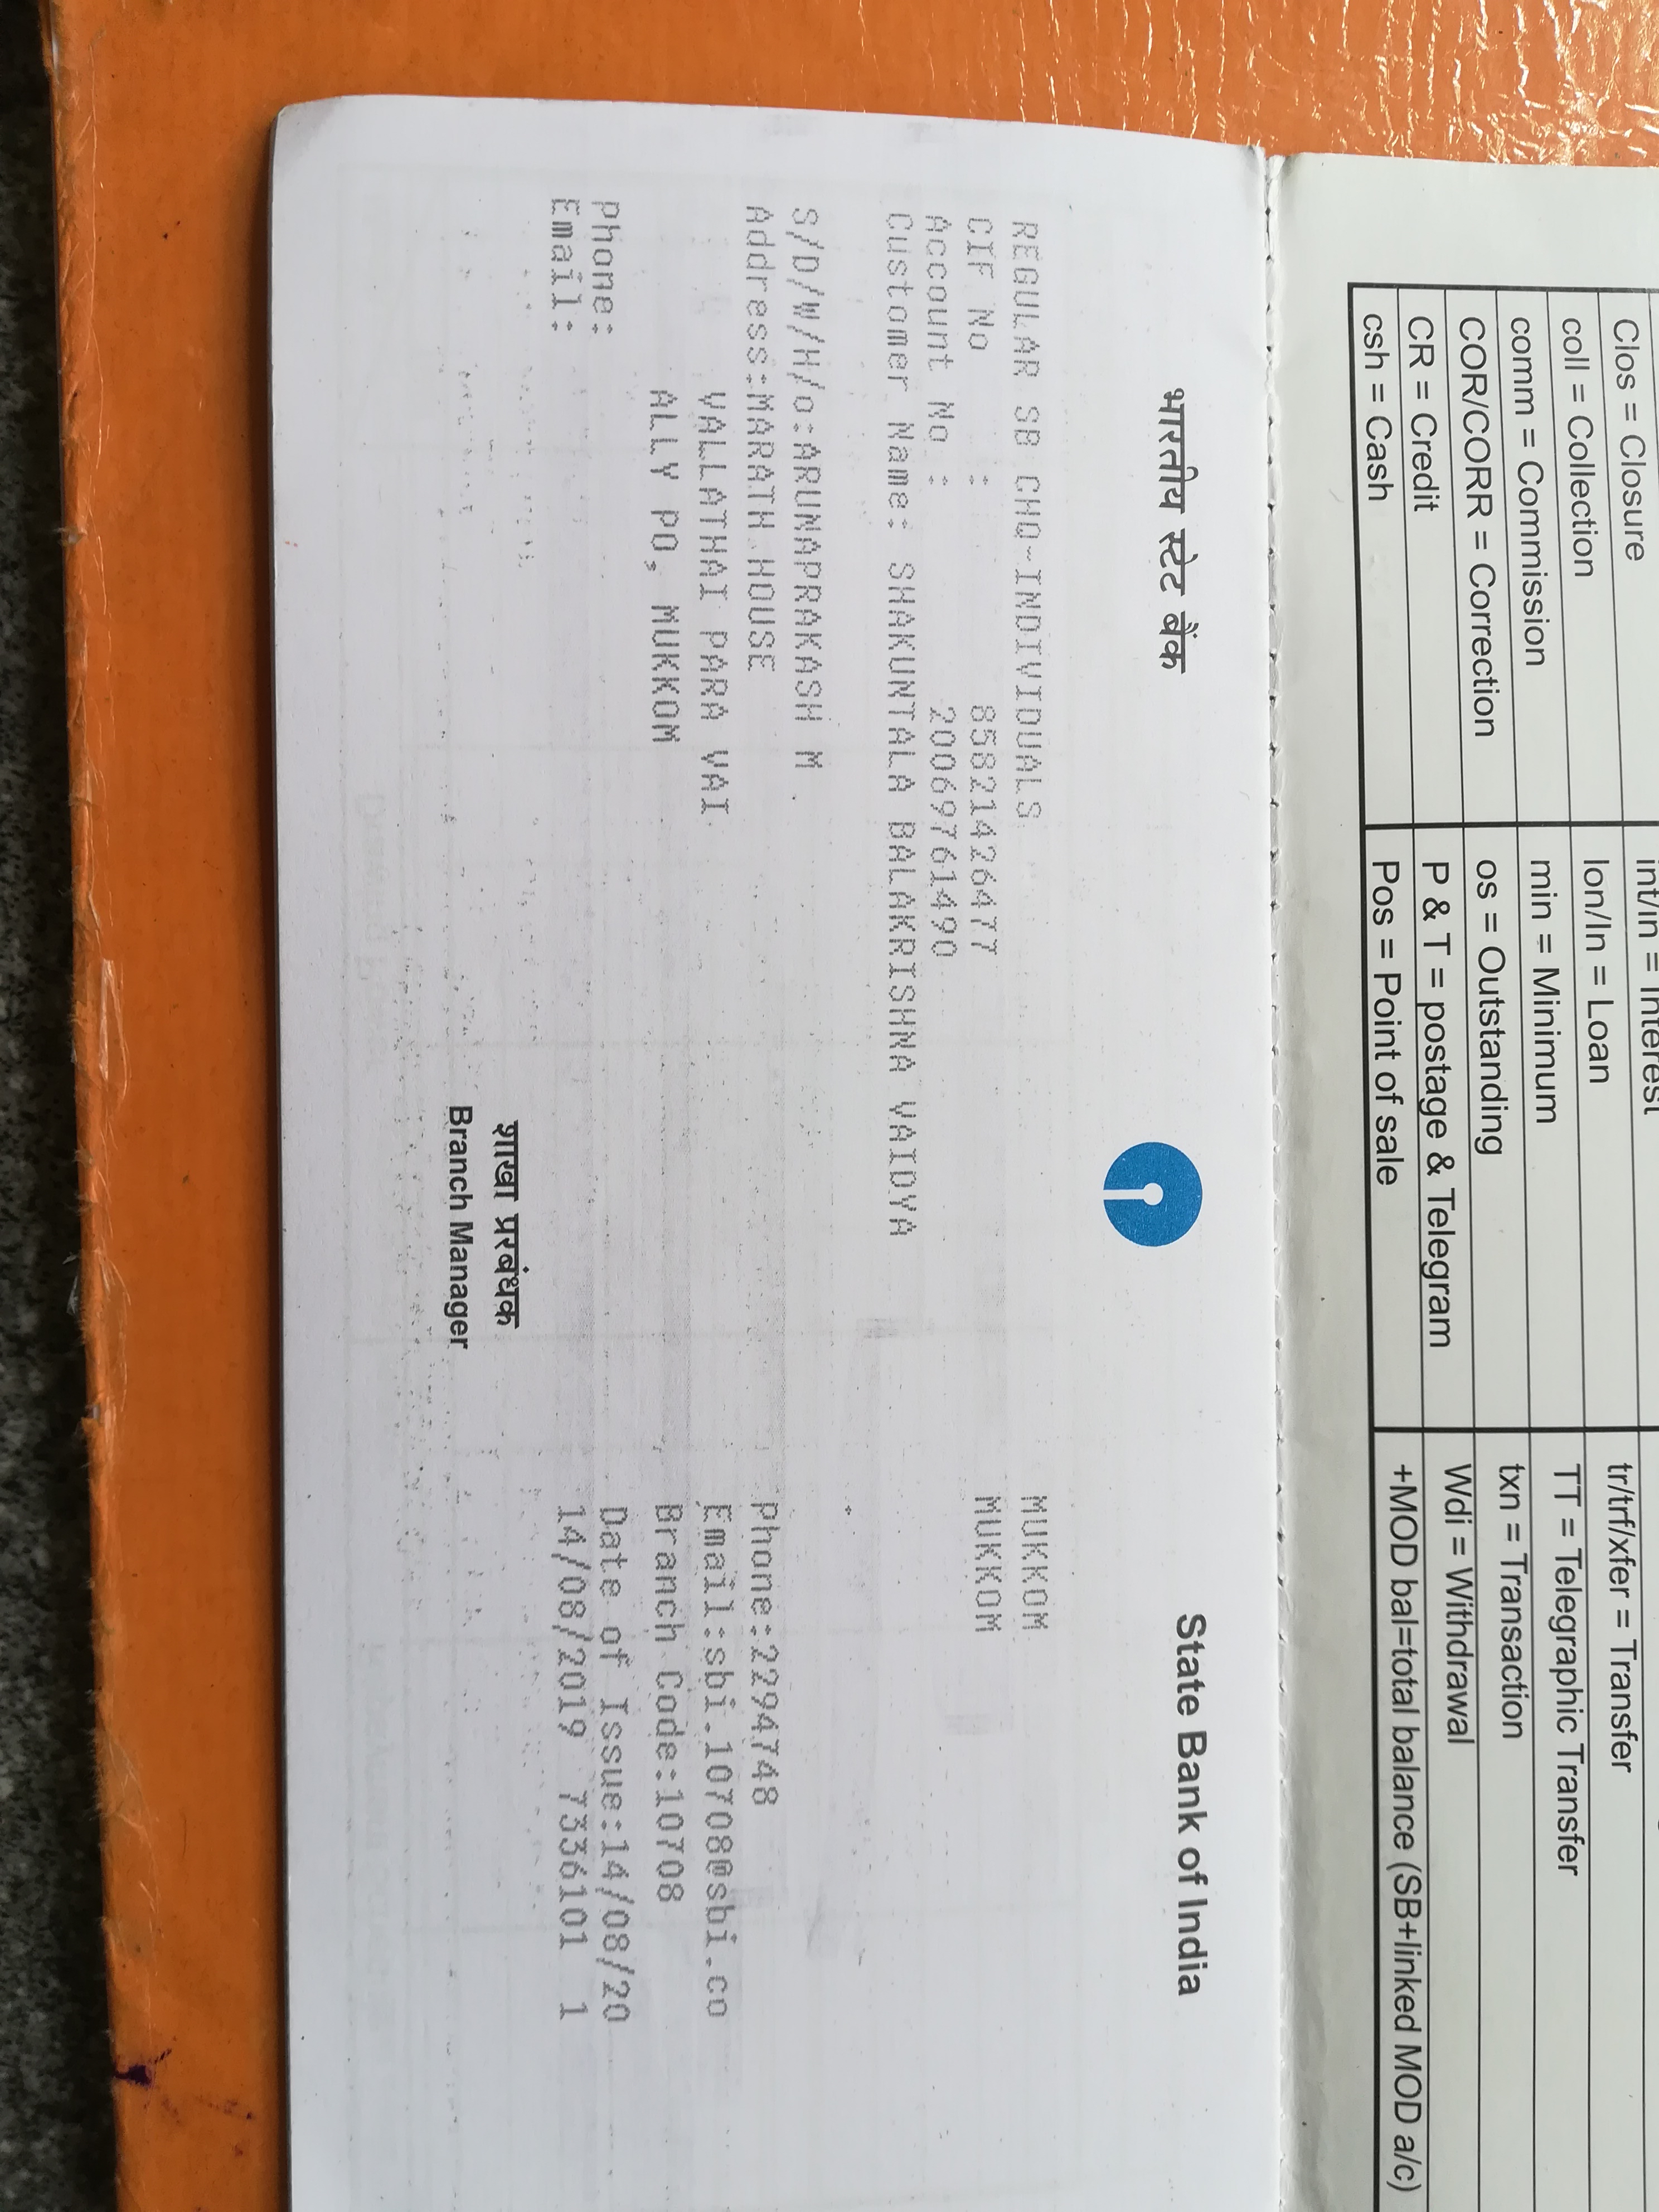 Clos = Closure
coll = Collection
comm = Commission
COR/CORR = Correction
CR = Credit
csh = Cash
int/in = Interest
lon/ln = Loan
min = Minimum
os = Outstanding
P & T = postage & Telegram
Pos = Point of sale
tr/trf/xfer = Transfer
TT = Telegraphic Transfer
txn = Transaction
Wdi = Withdrawal
+MOD bal=total balance (SB+linked MOD a/c)
भारतीय स्टेट बैंक
State Bank of India
REGULAR SB CHQ-INDIVIDUALS
CIF No : 85821426477
Account No : 20069761490
Customer Name: SHAKUNTALA BALAKRISHNA VAIDYA
S/D/W/H/o:ARUNAPRAKASH M
Address:MARATH HOUSE
VALLATHAI PARA VAI
ALLY PO, MUKKOM
Phone:
Email:
MUKKOM
MUKKOM
Phone:2294748
Email:sbi.10708@sbi.co
Branch Code:10708
Date of Issue:14/08/20
14/08/2019 7336101 1
शाखा प्रबंधक
Branch Manager